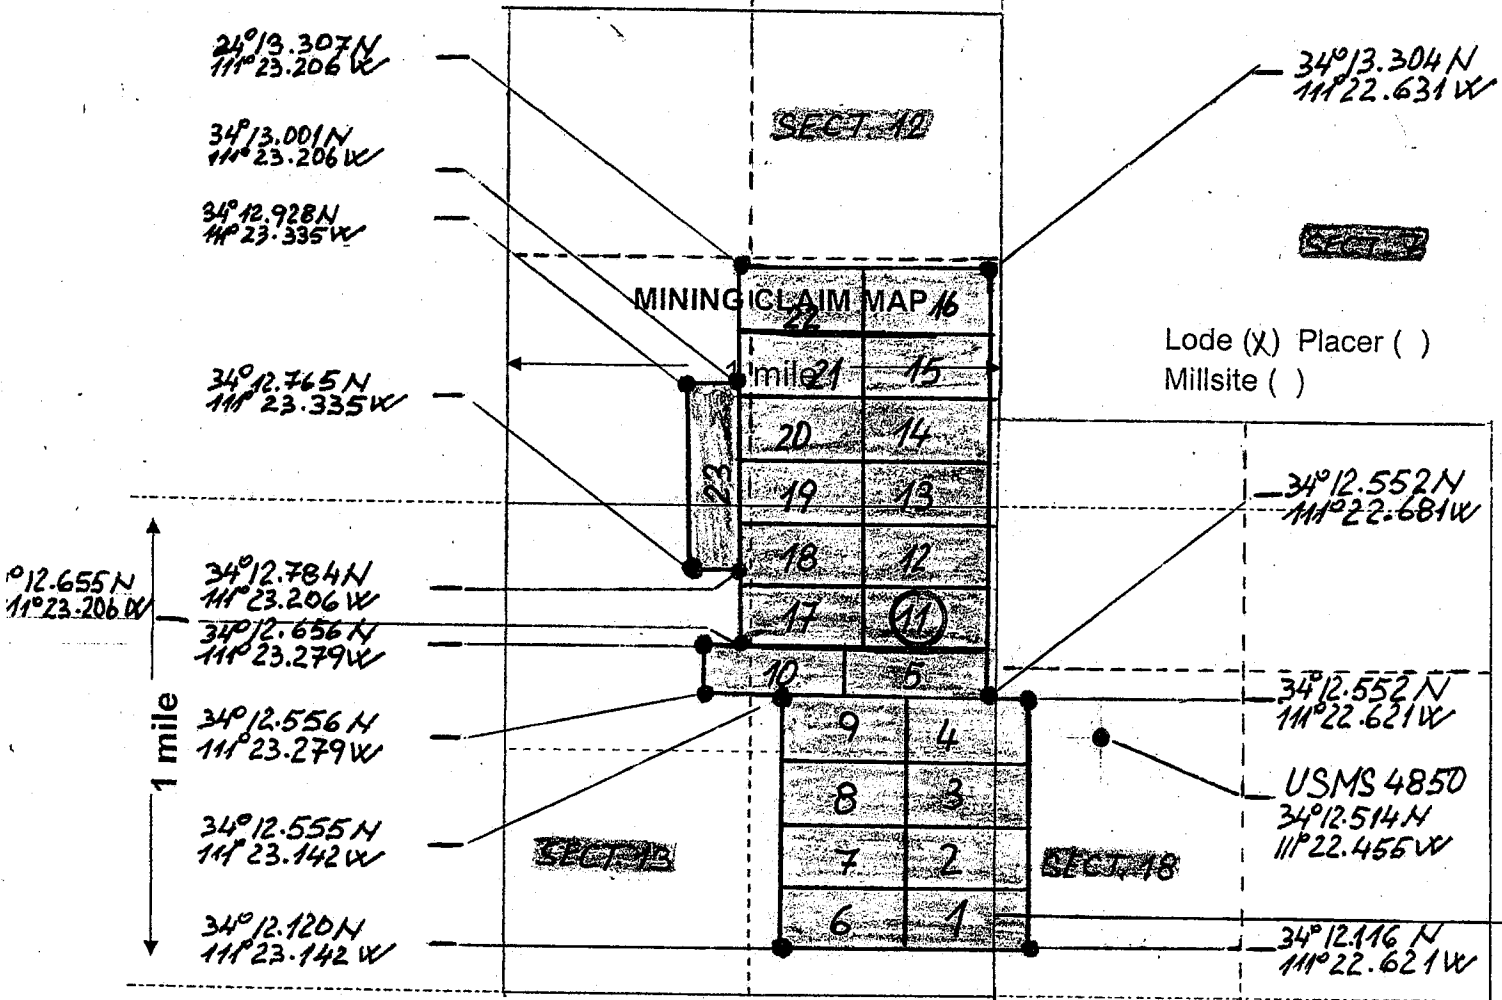 24°13.307N
111°23.206W
34°13.001N
111°23.206W
34°12.928N
111°23.335W
34°12.765N
111°23.335W
°12.655N
11°23.206W
34°12.784N
111°23.206W
34°12.656N
111°23.279W
34°12.556N
111°23.279W
34°12.555N
111°23.142W
34°12.120N
111°23.142W
1 mile
SECT. 12
MINING CLAIM MAP
22 16
1 mile
21 15
20 14
23
19 13
18 12
17 11
10 5
9 4
8 3
7 2
6 1
SECT. 13
SECT. 18
34°13.304N
111°22.631W
SECT. 7
Lode (X) Placer ( )
Millsite ( )
34°12.552N
111°22.681W
34°12.552N
111°22.621W
USMS 4850
34°12.514N
11°22.456W
34°12.116N
111°22.621W